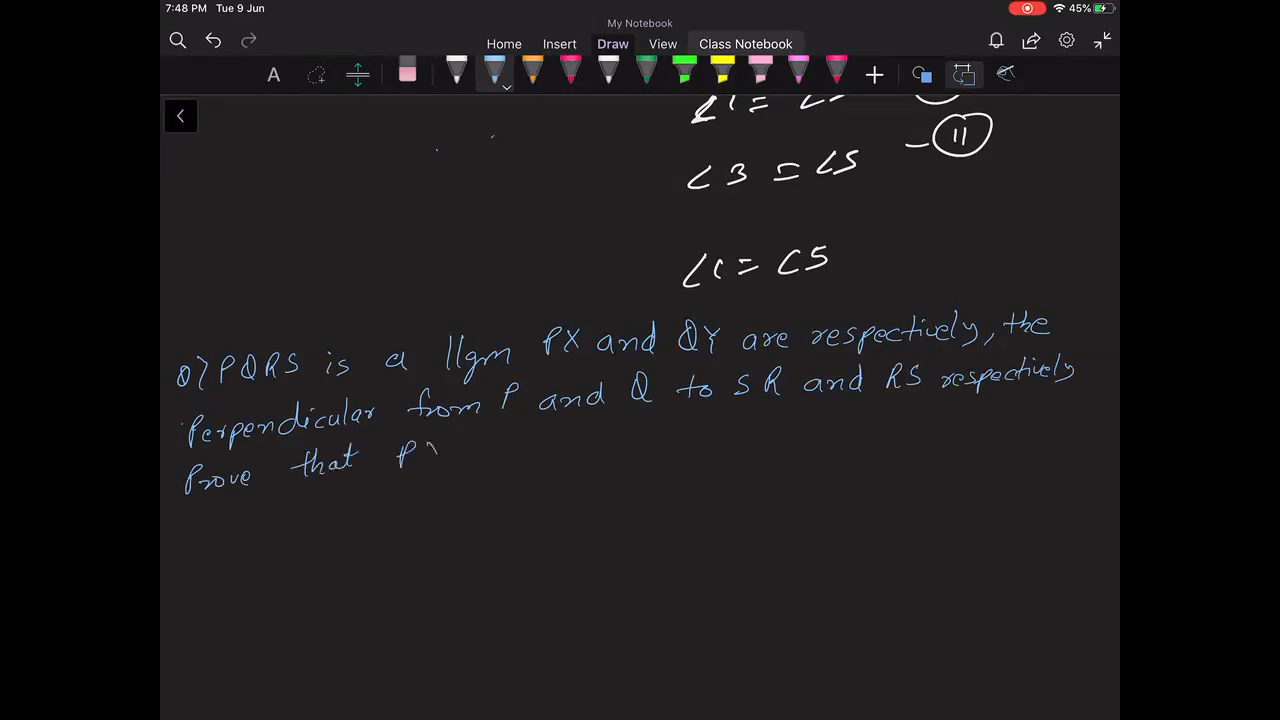 7:48 PM Tue 9 Jun
45%
My Notebook
Home Insert Draw View Class Notebook
A
∠1 =
∠3 = ∠5 - 11
∠1 = ∠5
Q) PQRS is a llgm PX and QY are respectively, the
Perpendicular from P and Q to SR and RS respectively
Prove that P